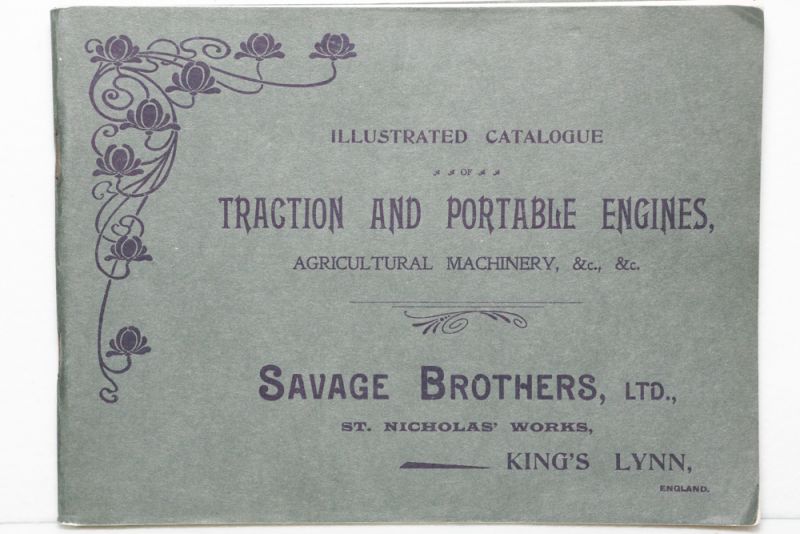 ILLUSTRATED CATALOGUE
OF
TRACTION AND PORTABLE ENGINES,
AGRICULTURAL MACHINERY, &c., &c.
SAVAGE BROTHERS, LTD.,
ST. NICHOLAS' WORKS,
KING'S LYNN,
ENGLAND.